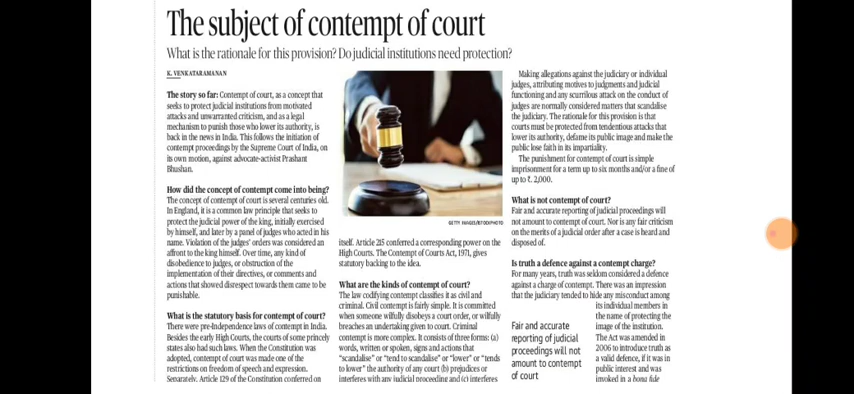 The subject of contempt of court
What is the rationale for this provision? Do judicial institutions need protection?
K. VENKATARAMANAN
The story so far: Contempt of court, as a concept that
seeks to protect judicial institutions from motivated
attacks and unwarranted criticism, and as a legal
mechanism to punish those who lower its authority, is
back in the news in India. This follows the initiation of
contempt proceedings by the Supreme Court of India, on
its own motion, against advocate-activist Prashant
Bhushan.
How did the concept of contempt come into being?
The concept of contempt of court is several centuries old.
In England, it is a common law principle that seeks to
protect the judicial power of the king, initially exercised
by himself, and later by a panel of judges who acted in his
name. Violation of the judges' orders was considered an
affront to the king himself. Over time, any kind of
disobedience to judges, or obstruction of the
implementation of their directives, or comments and
actions that showed disrespect towards them came to be
punishable.
What is the statutory basis for contempt of court?
There were pre-Independence laws of contempt in India.
Besides the early High Courts, the courts of some princely
states also had such laws. When the Constitution was
adopted, contempt of court was made one of the
restrictions on freedom of speech and expression.
Separately, Article 129 of the Constitution conferred on
GETTY IMAGES/ISTOCKPHOTO
itself. Article 215 conferred a corresponding power on the
High Courts. The Contempt of Courts Act, 1971, gives
statutory backing to the idea.
What are the kinds of contempt of court?
The law codifying contempt classifies it as civil and
criminal. Civil contempt is fairly simple. It is committed
when someone wilfully disobeys a court order, or wilfully
breaches an undertaking given to court. Criminal
contempt is more complex. It consists of three forms: (a)
words, written or spoken, signs and actions that
“scandalise” or “tend to scandalise” or “lower” or “tends
to lower” the authority of any court (b) prejudices or
interferes with any judicial proceeding and (c) interferes
Making allegations against the judiciary or individual
judges, attributing motives to judgments and judicial
functioning and any scurrilous attack on the conduct of
judges are normally considered matters that scandalise
the judiciary. The rationale for this provision is that
courts must be protected from tendentious attacks that
lower its authority, defame its public image and make the
public lose faith in its impartiality.
The punishment for contempt of court is simple
imprisonment for a term up to six months and/or a fine of
up to ₹. 2,000.
What is not contempt of court?
Fair and accurate reporting of judicial proceedings will
not amount to contempt of court. Nor is any fair criticism
on the merits of a judicial order after a case is heard and
disposed of.
Is truth a defence against a contempt charge?
For many years, truth was seldom considered a defence
against a charge of contempt. There was an impression
that the judiciary tended to hide any misconduct among
its individual members in
the name of protecting the
image of the institution.
The Act was amended in
2006 to introduce truth as
a valid defence, if it was in
public interest and was
invoked in a bona fide
Fair and accurate
reporting of judicial
proceedings will not
amount to contempt
of court